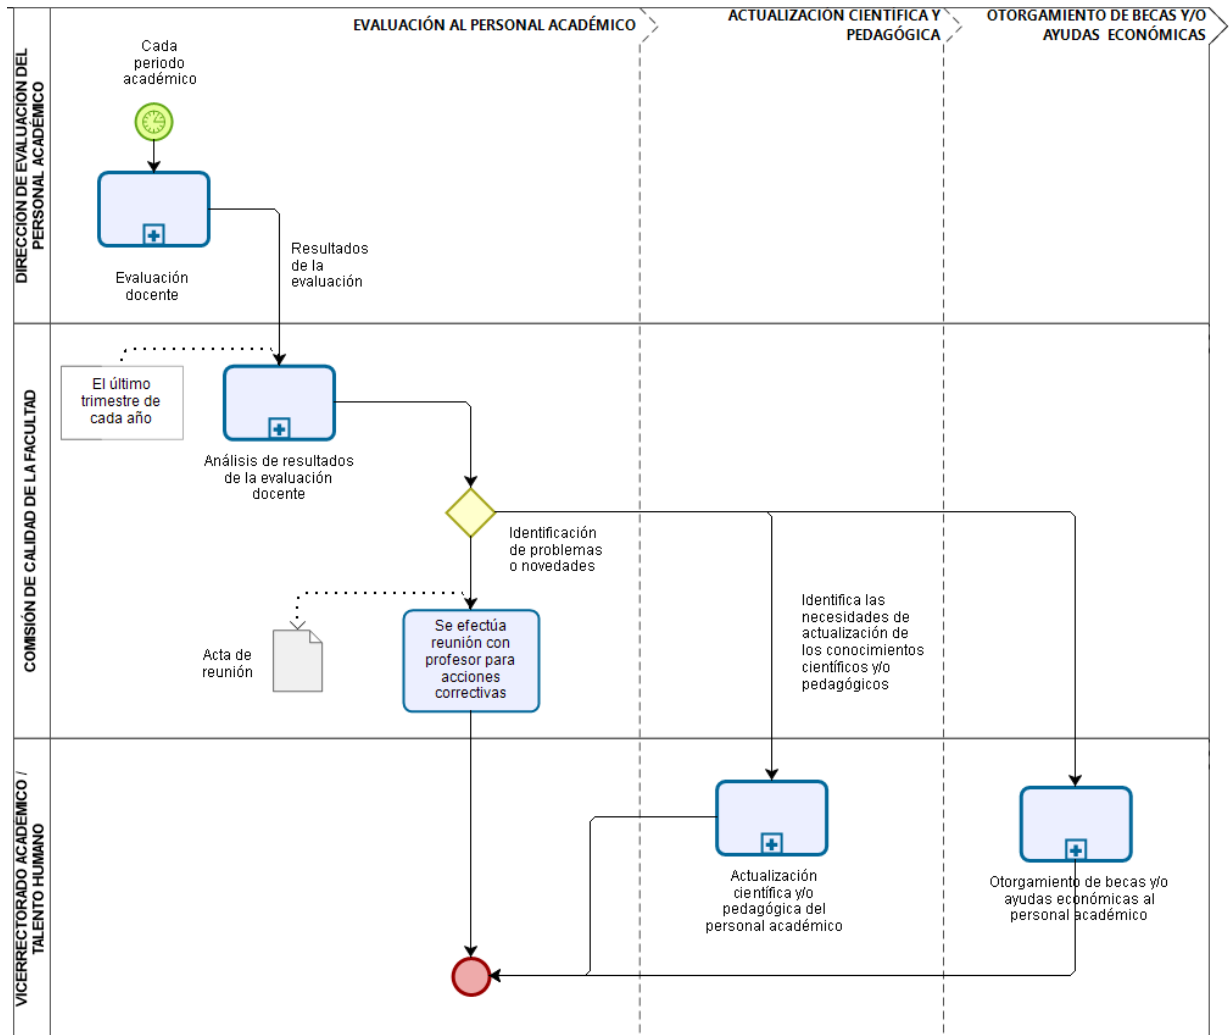 EVALUACIÓN AL PERSONAL ACADÉMICO
ACTUALIZACIÓN CIENTÍFICA Y
PEDAGÓGICA
OTORGAMIENTO DE BECAS Y/O
AYUDAS ECONÓMICAS
DIRECCIÓN DE EVALUACIÓN DEL
PERSONAL ACADÉMICO
Cada
periodo
académico
Evaluación
docente
Resultados
de la
evaluación
COMISIÓN DE CALIDAD DE LA FACULTAD
El último
trimestre de
cada año
Análisis de resultados
de la evaluación
docente
Identificación
de problemas
o novedades
Acta de
reunión
Se efectúa
reunión con
profesor para
acciones
correctivas
Identifica las
necesidades de
actualización de
los conocimientos
científicos y/o
pedagógicos
VICERRECTORADO ACADÉMICO /
TALENTO HUMANO
Actualización
científica y/o
pedagógica del
personal académico
Otorgamiento de becas y/o
ayudas económicas al
personal académico